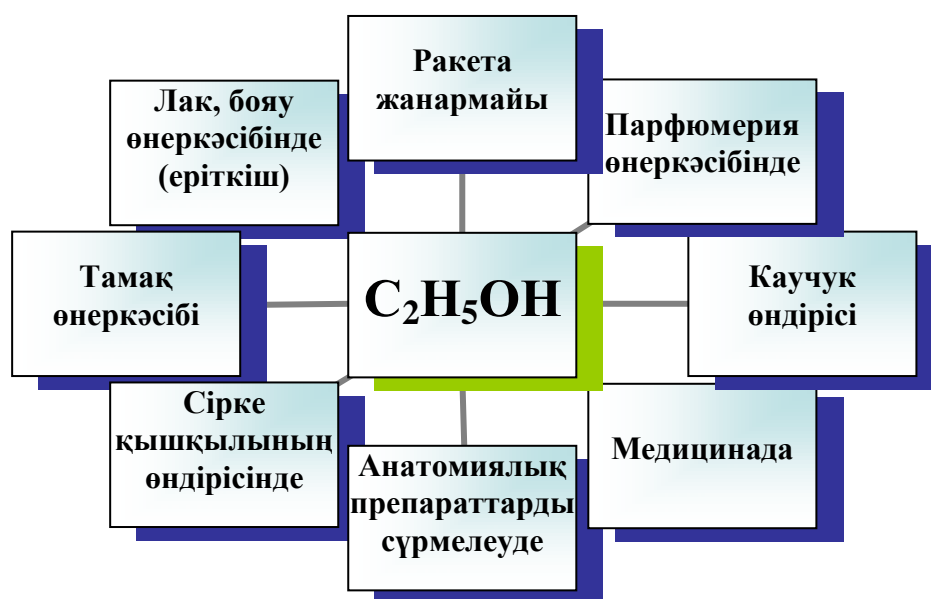 Ракета
жанармайы
Лак, бояу
өнеркәсібінде
(еріткіш)
Парфюмерия
өнеркәсібінде
Тамақ
өнеркәсібі
C₂H₅OH
Каучук
өндірісі
Сірке
қышқылының
өндірісінде
Анатомиялық
препараттарды
сүрмелеуде
Медицинада